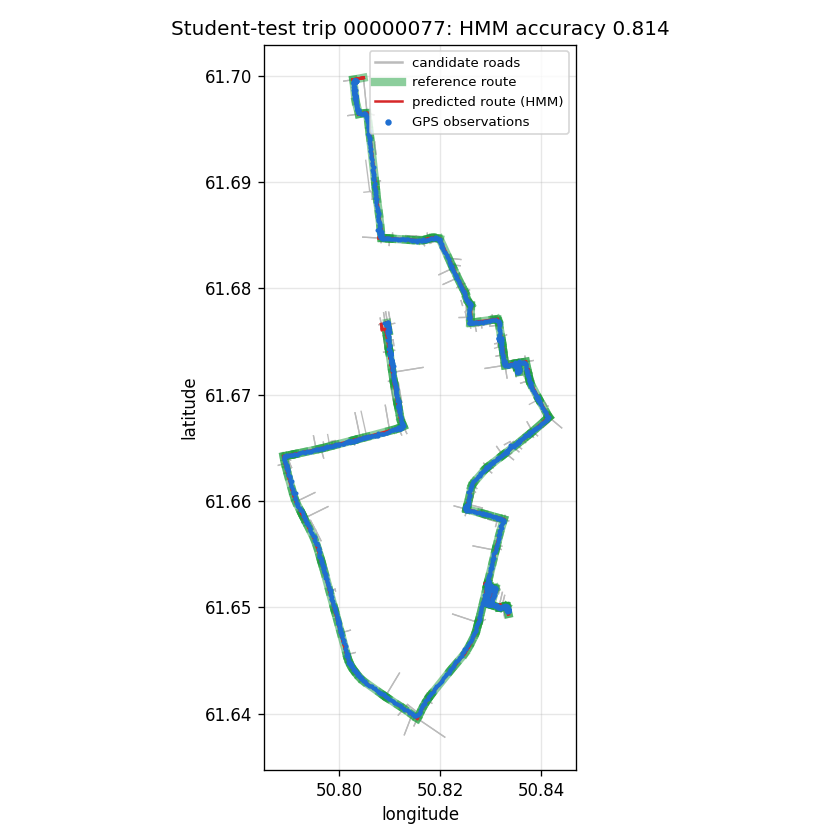 Student-test trip 00000077: HMM accuracy 0.814
candidate roads
reference route
predicted route (HMM)
GPS observations
61.70
61.69
61.68
61.67
61.66
61.65
61.64
latitude
50.80
50.82
50.84
longitude